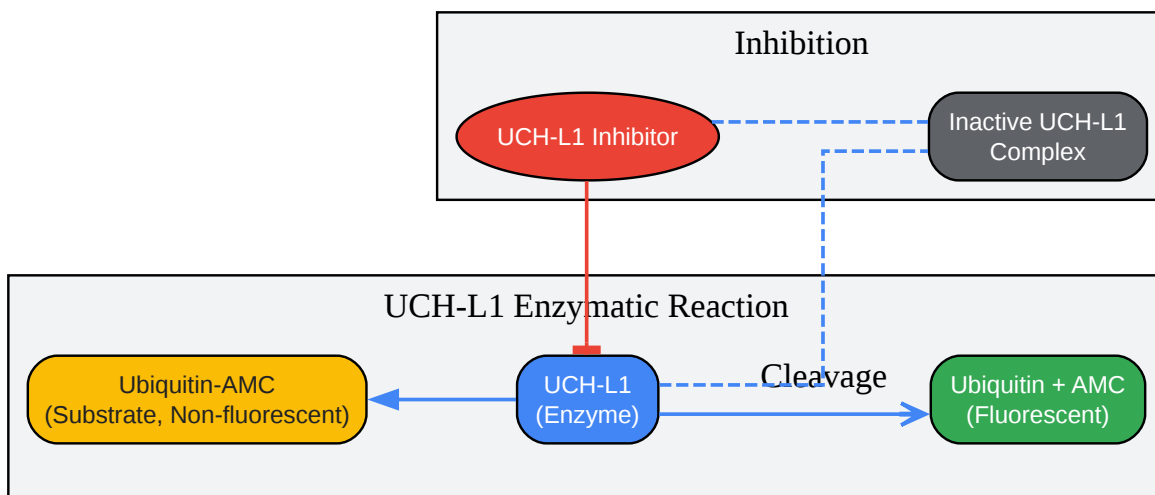 Inhibition
UCH-L1 Inhibitor
Inactive UCH-L1
Complex
UCH-L1 Enzymatic Reaction
Ubiquitin-AMC
(Substrate, Non-fluorescent)
UCH-L1
(Enzyme)
Cleavage
Ubiquitin + AMC
(Fluorescent)